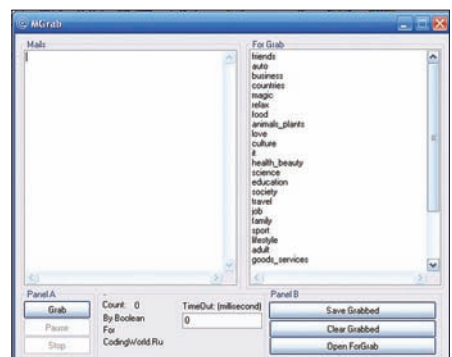 MGrab
Mails
For Grab
friends
auto
business
countries
magic
relax
food
animals_plants
love
culture
it
health_beauty
science
education
society
travel
job
family
sport
lifestyle
adult
goods_services
Panel A
Grab
Pause
Stop
-
Count: 0
By Boolean
For
CodingWorld.Ru
TimeOut: (millisecond)
0
Panel B
Save Grabbed
Clear Grabbed
Open ForGrab